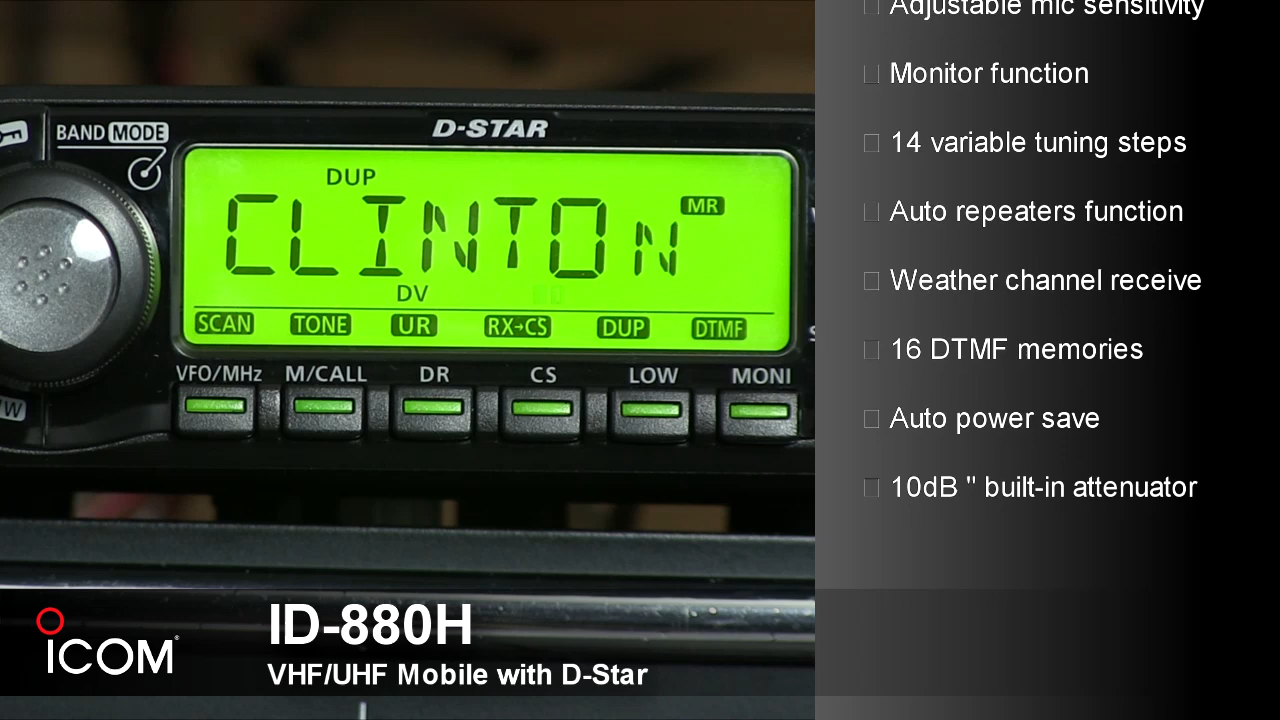 Adjustable mic sensitivity
Monitor function
14 variable tuning steps
Auto repeaters function
Weather channel receive
16 DTMF memories
Auto power save
10dB " built-in attenuator
BAND MODE
D-STAR
DUP
MR
CLINTON
DV
SCAN TONE UR RX→CS DUP DTMF
VFO/MHz M/CALL DR CS LOW MONI
ICOM
ID-880H
VHF/UHF Mobile with D-Star